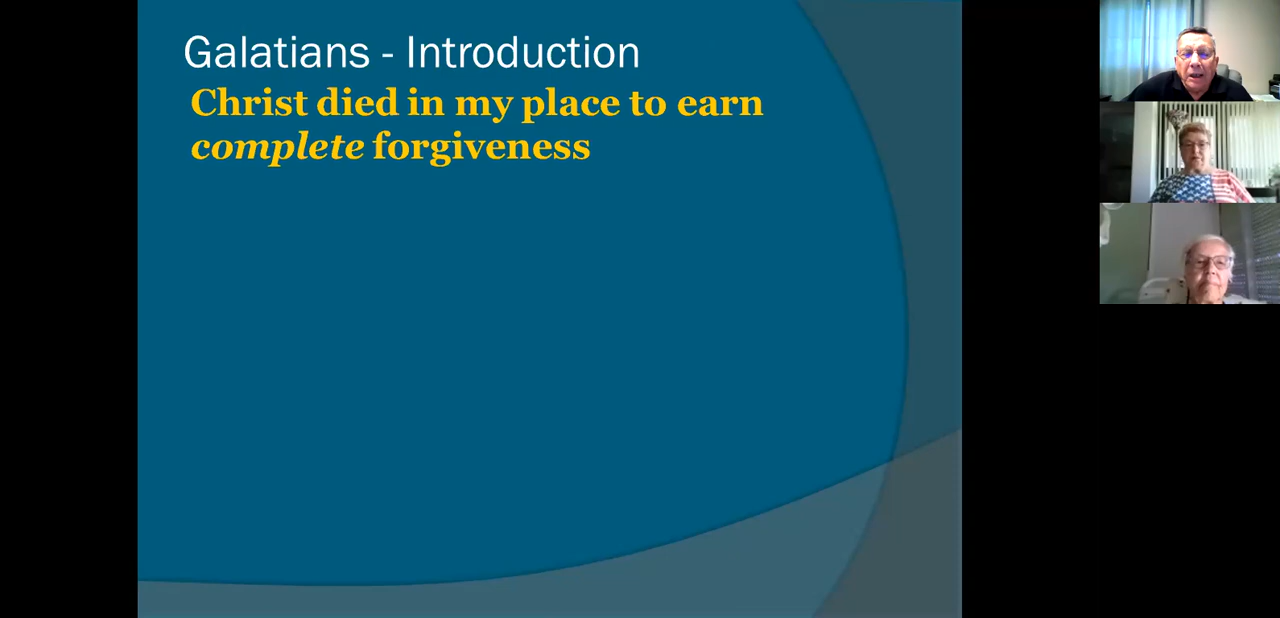 Galatians - Introduction
Christ died in my place to earn
complete forgiveness